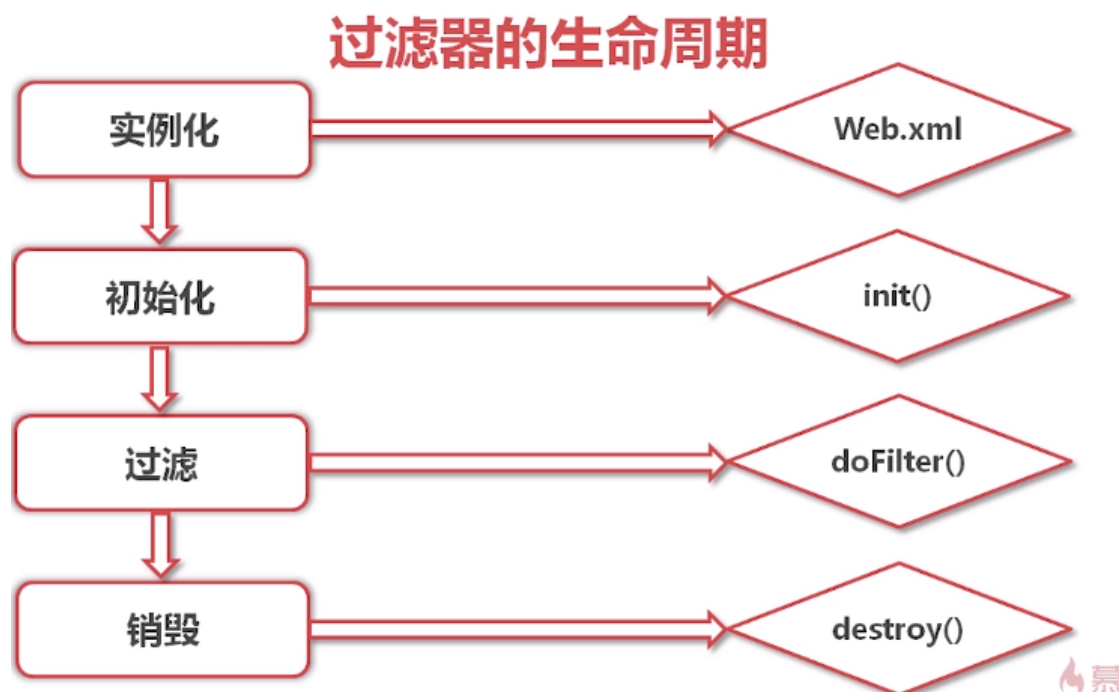 过滤器的生命周期
实例化
Web.xml
初始化
init()
过滤
doFilter()
销毁
destroy()
慕